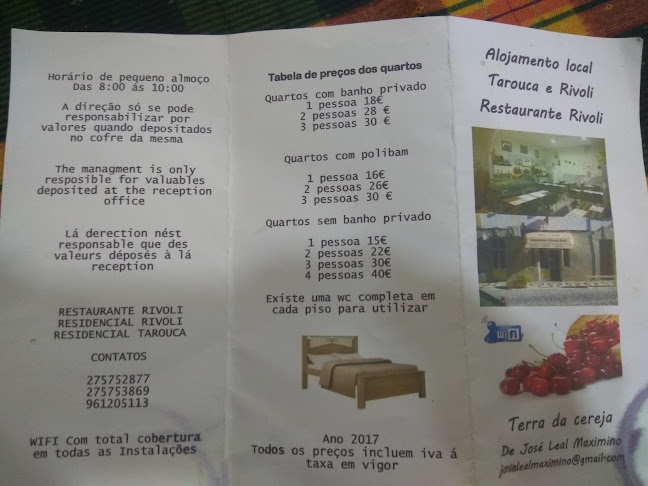 Horário de pequeno almoço
Das 8:00 ás 10:00
A direção só se pode
responsabilizar por
valores quando depositados
no cofre da mesma
The managment is only
resposible for valuables
deposited at the reception
office
Lá derection nést
responsable que des
valeurs déposés à lá
reception
RESTAURANTE RIVOLI
RESIDENCIAL RIVOLI
RESIDENCIAL TAROUCA
CONTATOS
275752877
275753869
961205113
WIFI Com total cobertura
em todas as Instalações
Tabela de preços dos quartos
Quartos com banho privado
1 pessoa 18€
2 pessoas 28 €
3 pessoas 30 €
Quartos com polibam
1 pessoa 16€
2 pessoas 26€
3 pessoas 30 €
Quartos sem banho privado
1 pessoa 15€
2 pessoas 22€
3 pessoas 30€
4 pessoas 40€
Existe uma wc completa em
cada piso para utilizar
Ano 2017
Todos os preços incluem iva á
taxa em vigor
Alojamento local
Tarouca e Rivoli
Restaurante Rivoli
wifi
Terra da cereja
De José Leal Maximino
joselealmaximino@gmail.com